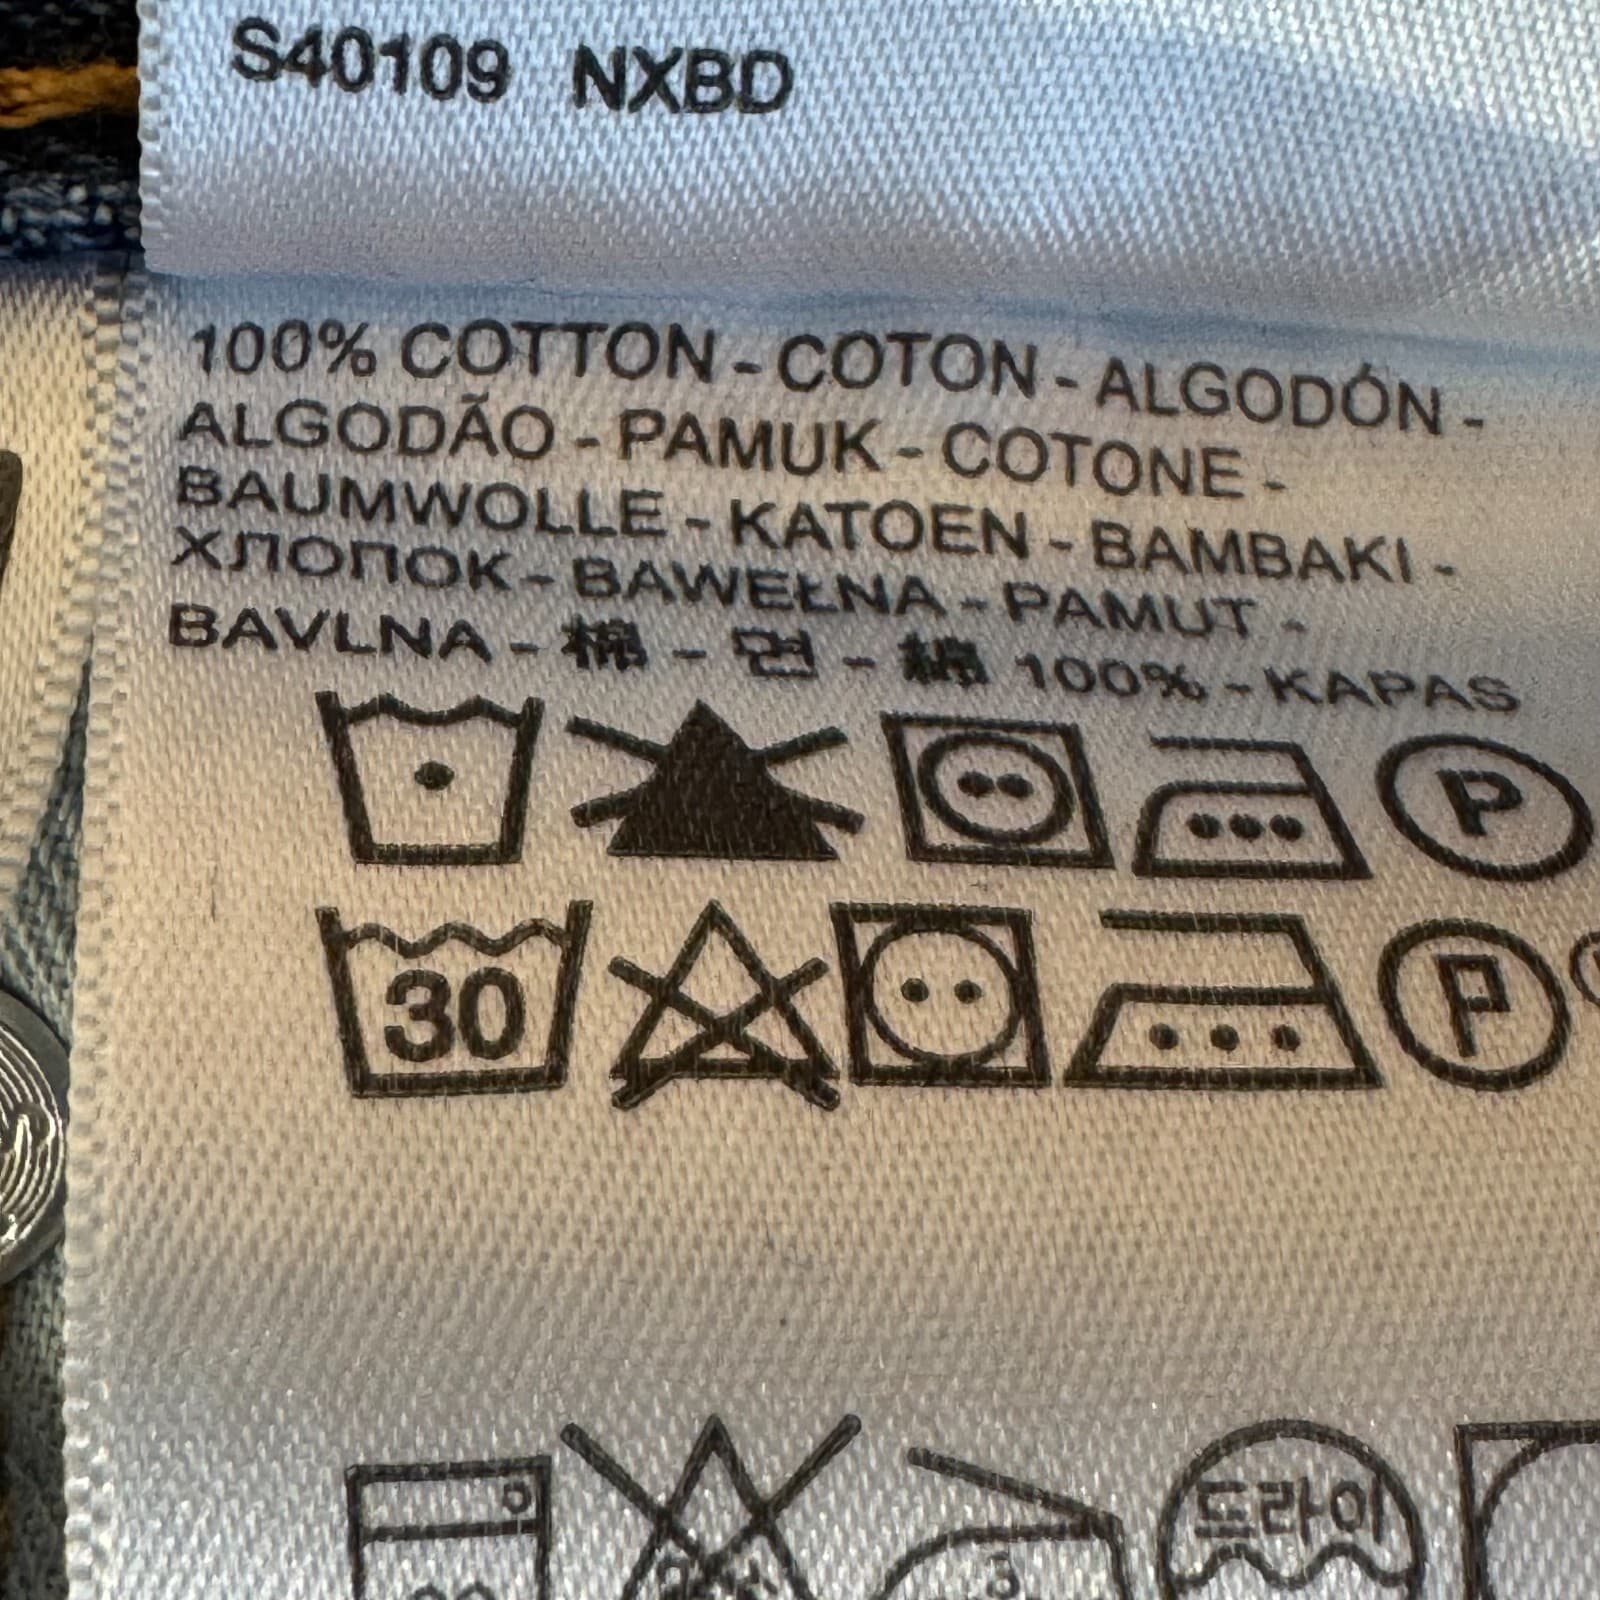 S40109 NXBD
100% COTTON - COTON - ALGODÓN -
ALGODÃO - PAMUK - COTONE -
BAUMWOLLE - KATOEN - BAMBAKI -
ХЛОПОК - BAWEŁNA - PAMUT -
BAVLNA - 棉 - 면 - 綿 100% - KAPAS
P
30 P
드라이
3